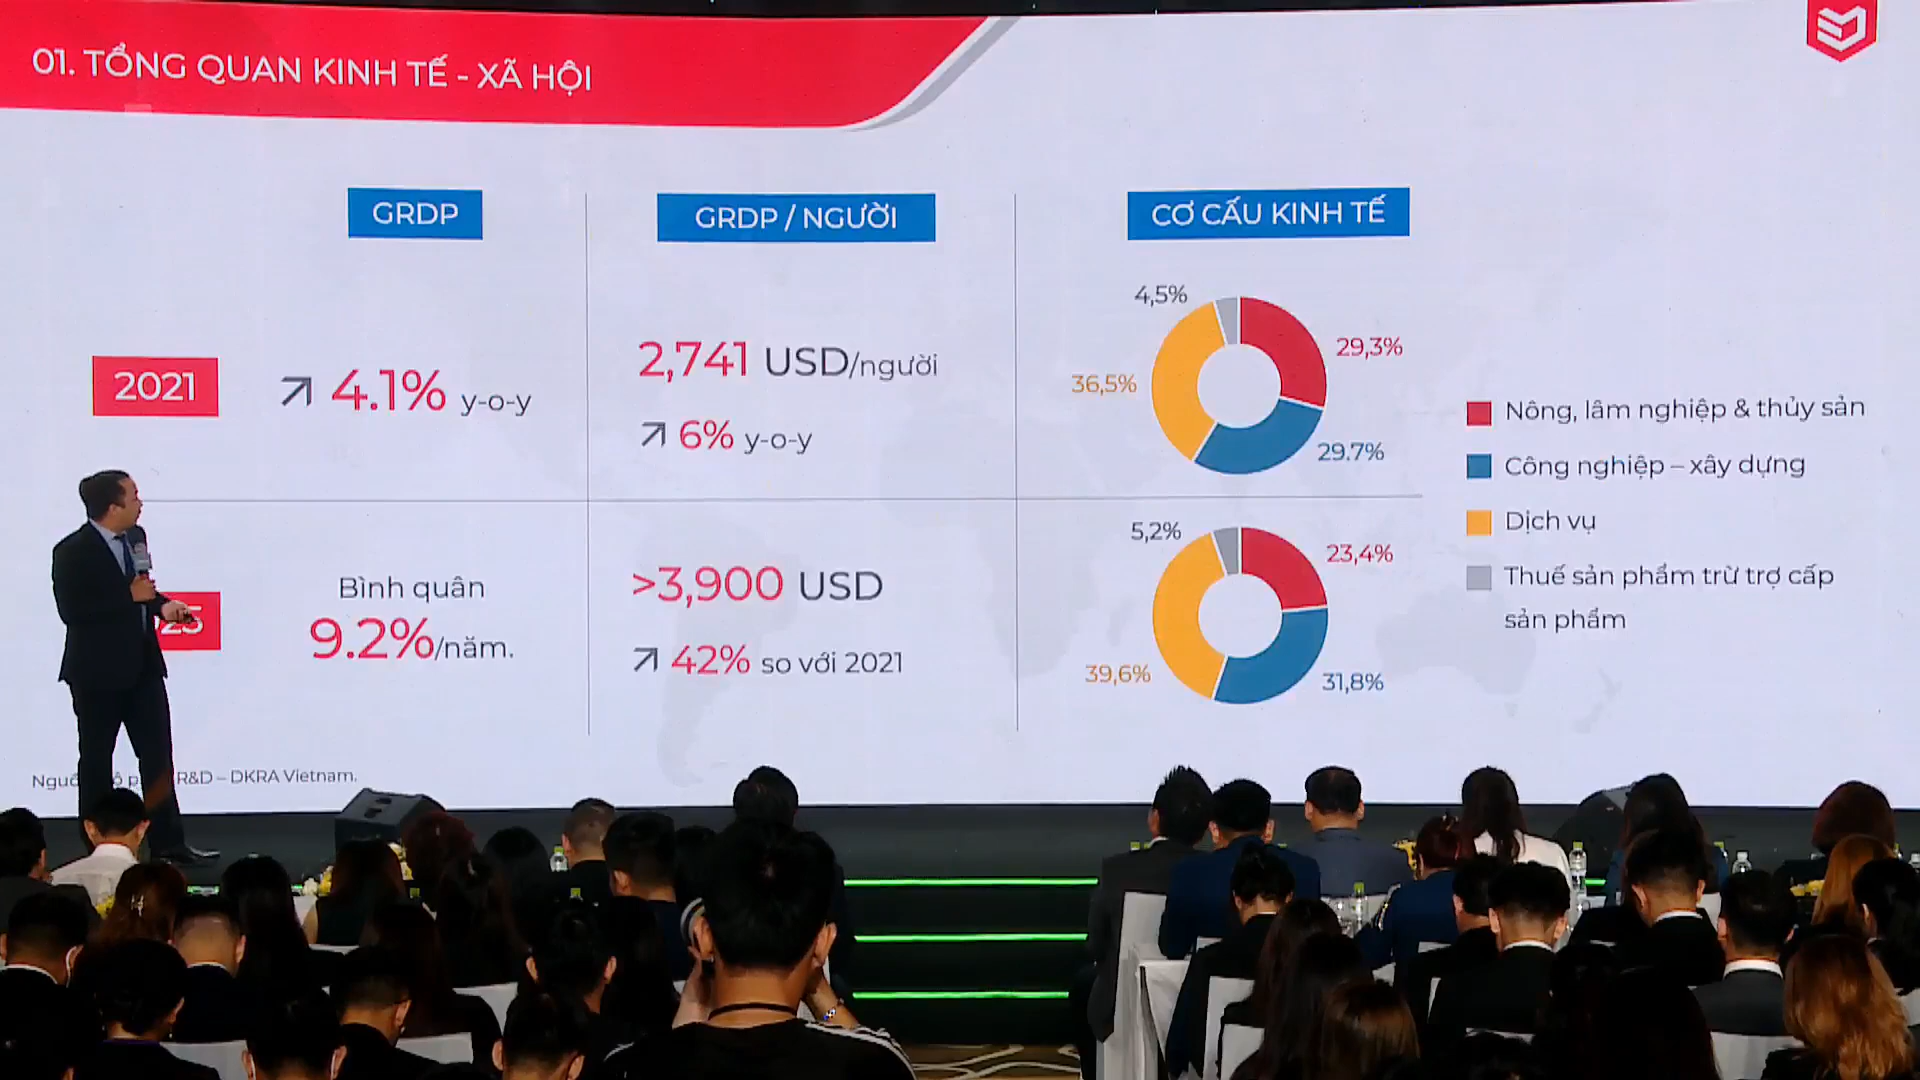 01. TỔNG QUAN KINH TẾ - XÃ HỘI
GRDP
GRDP / NGƯỜI
CƠ CẤU KINH TẾ
2021
4.1% y-o-y
2,741 USD/người
6% y-o-y
4,5%
29,3%
36,5%
29.7%
Nông, lâm nghiệp & thủy sản
Công nghiệp – xây dựng
Dịch vụ
Thuế sản phẩm trừ trợ cấp
sản phẩm
Bình quân
9.2%/năm.
>3,900 USD
42% so với 2021
5,2%
23,4%
39,6%
31,8%
R&D – DKRA Vietnam.